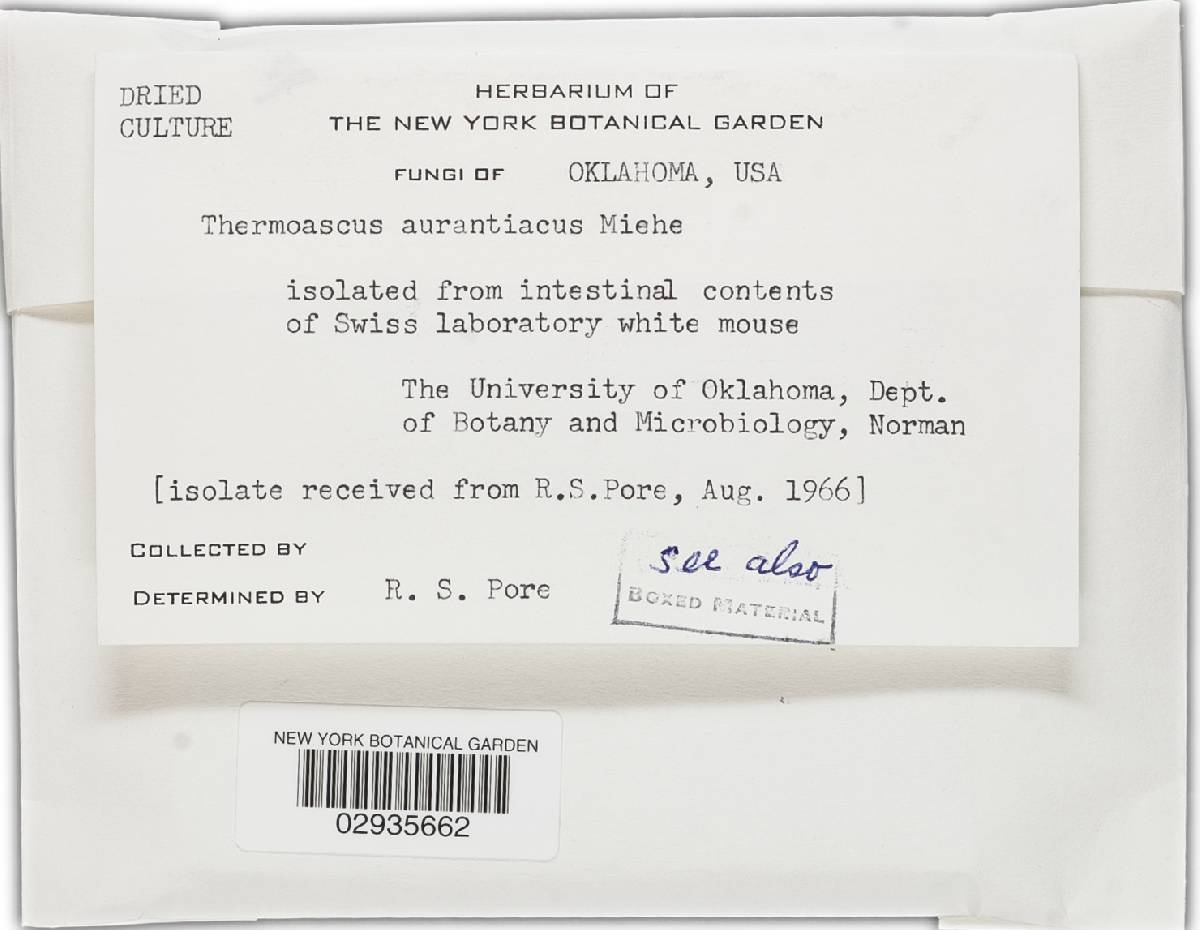 DRIED
CULTURE
HERBARIUM OF
THE NEW YORK BOTANICAL GARDEN
FUNGI OF OKLAHOMA, USA
Thermoascus aurantiacus Miehe
isolated from intestinal contents
of Swiss laboratory white mouse
The University of Oklahoma, Dept.
of Botany and Microbiology, Norman
[isolate received from R.S.Pore, Aug. 1966]
COLLECTED BY
DETERMINED BY R. S. Pore
see also
BOXED MATERIAL
NEW YORK BOTANICAL GARDEN
02935662